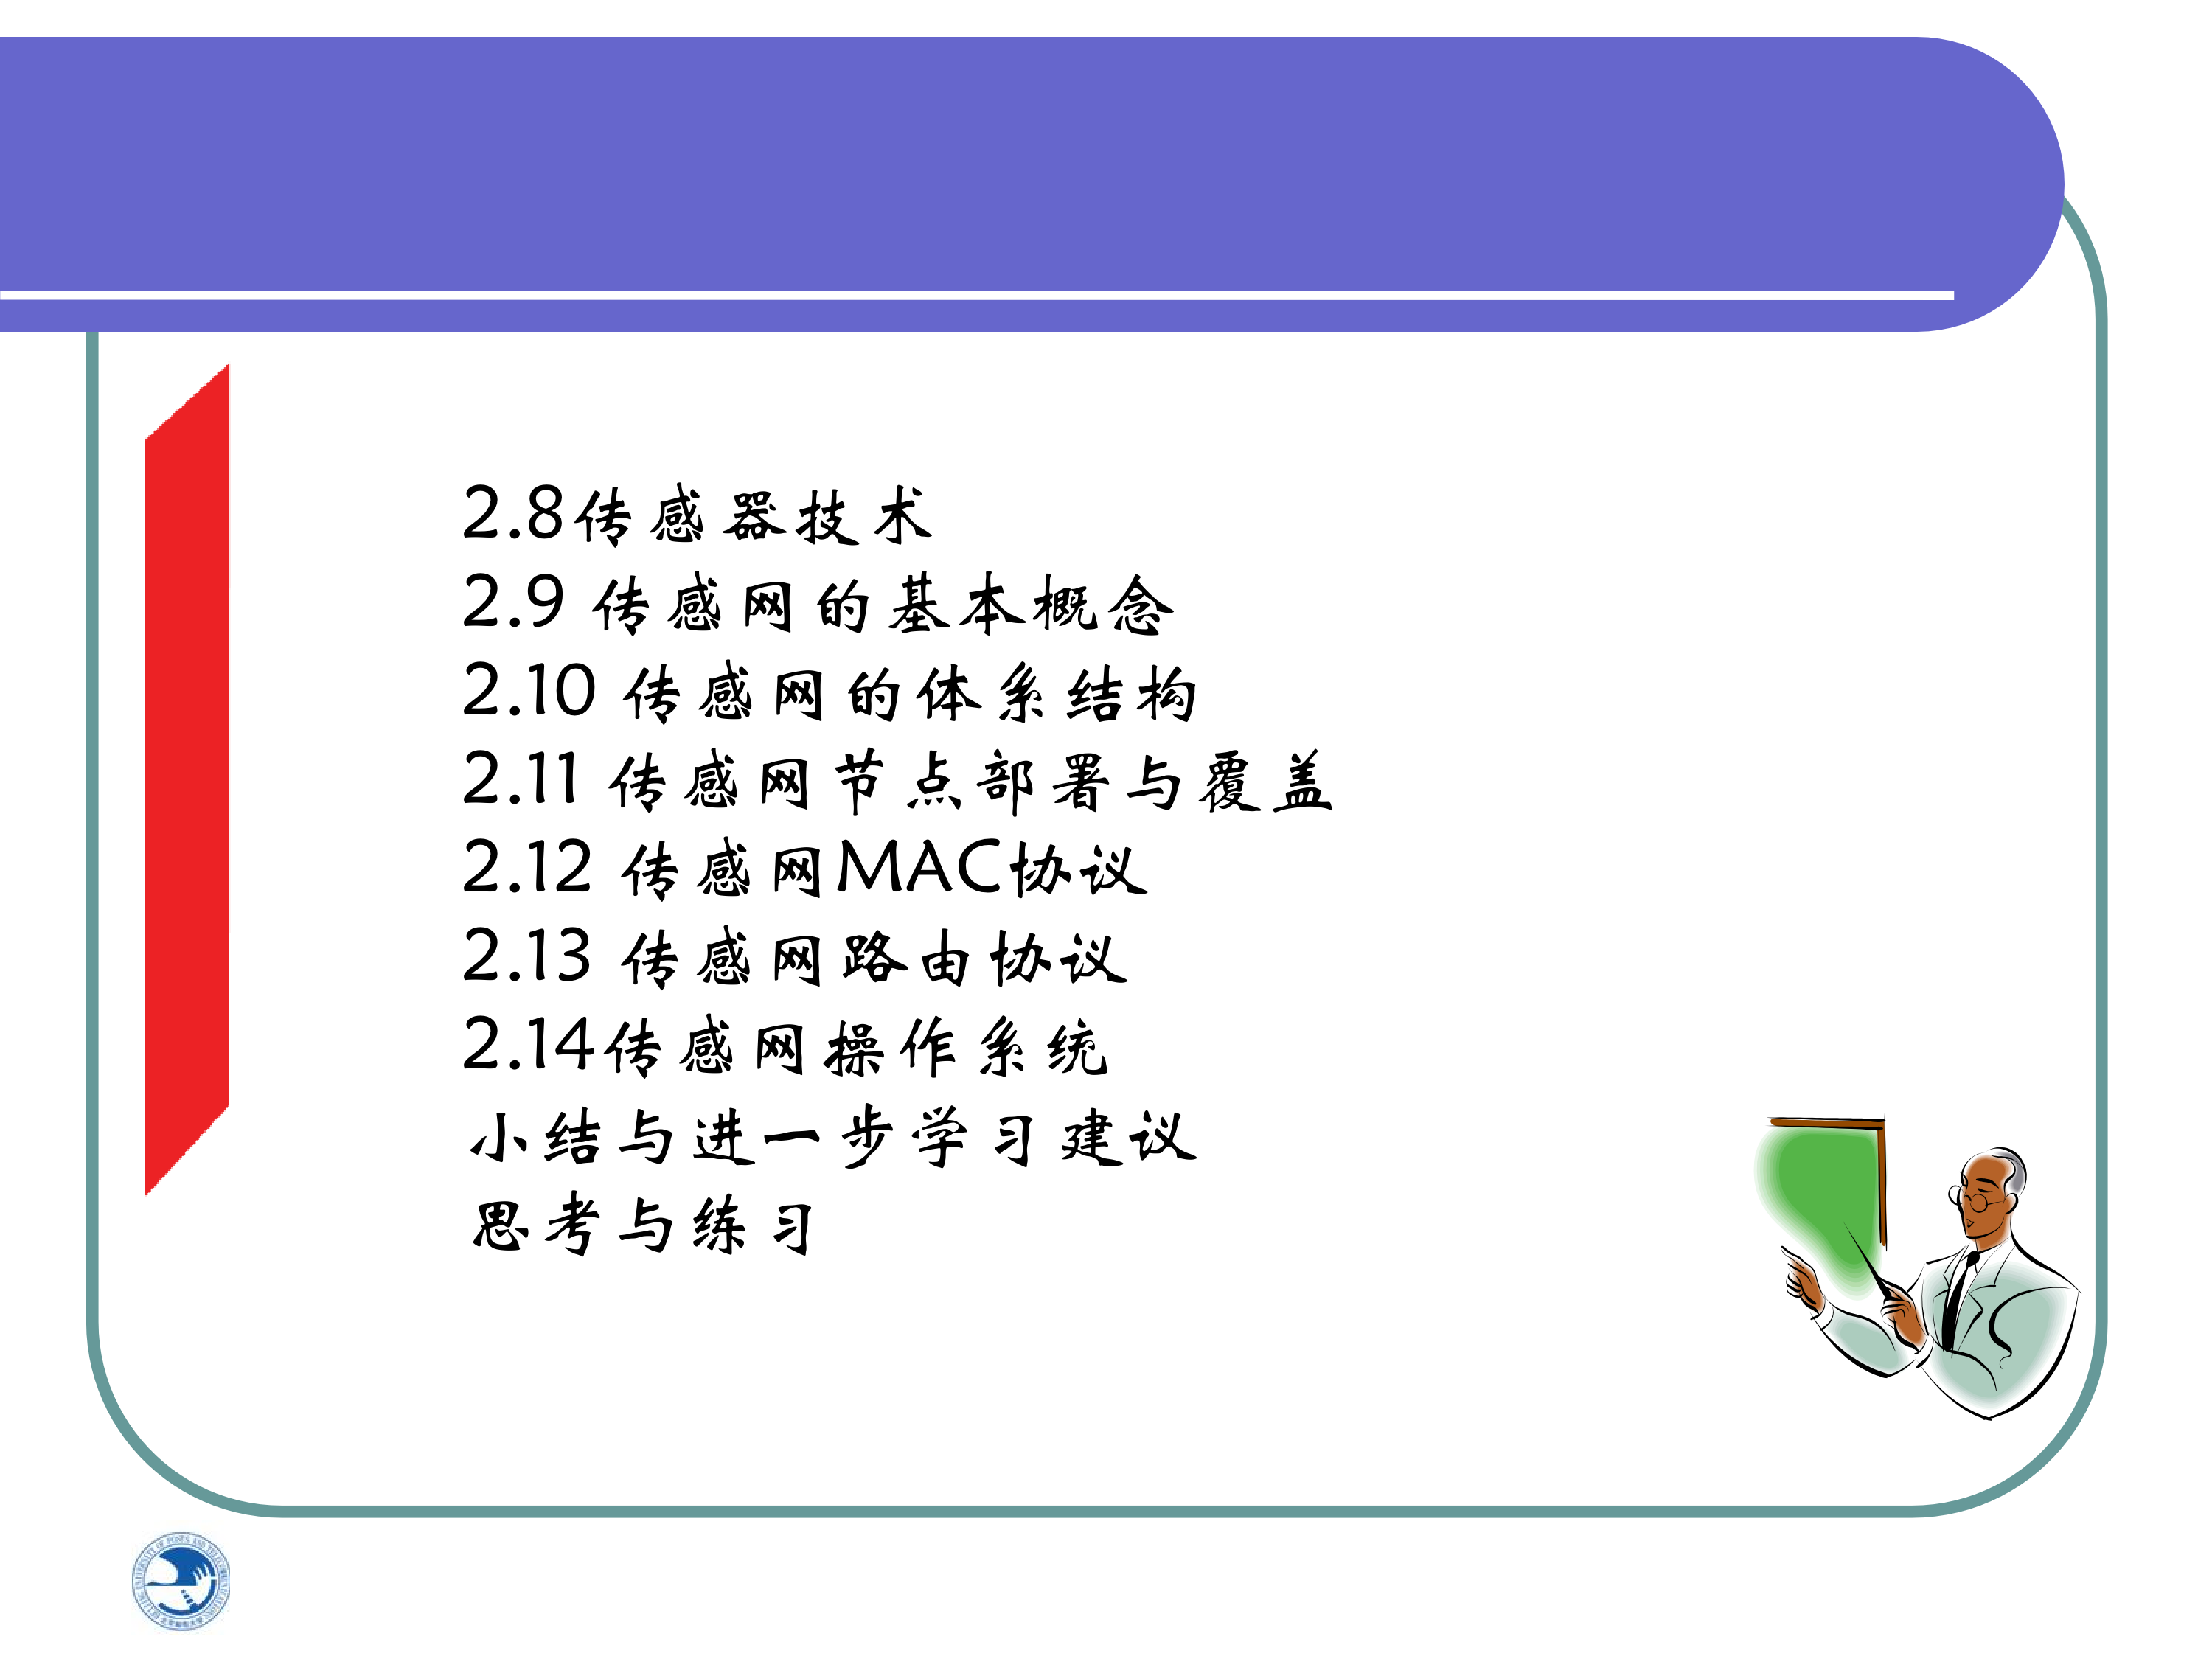 2.8传感器技术
2.9 传感网的基本概念
2.10 传感网的体系结构
2.11 传感网节点部署与覆盖
2.12 传感网MAC协议
2.13 传感网路由协议
2.14传感网操作系统
小结与进一步学习建议
思考与练习